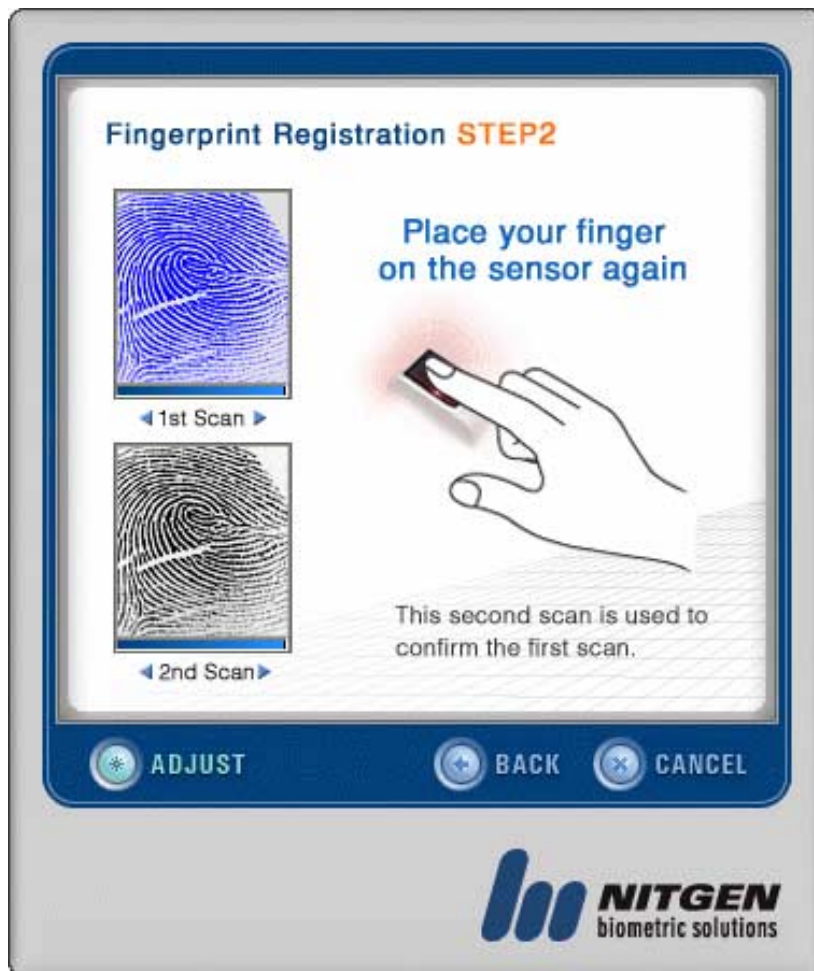 Fingerprint Registration STEP2
Place your finger
on the sensor again
1st Scan
2nd Scan
This second scan is used to
confirm the first scan.
ADJUST
BACK
CANCEL
NITGEN
biometric solutions